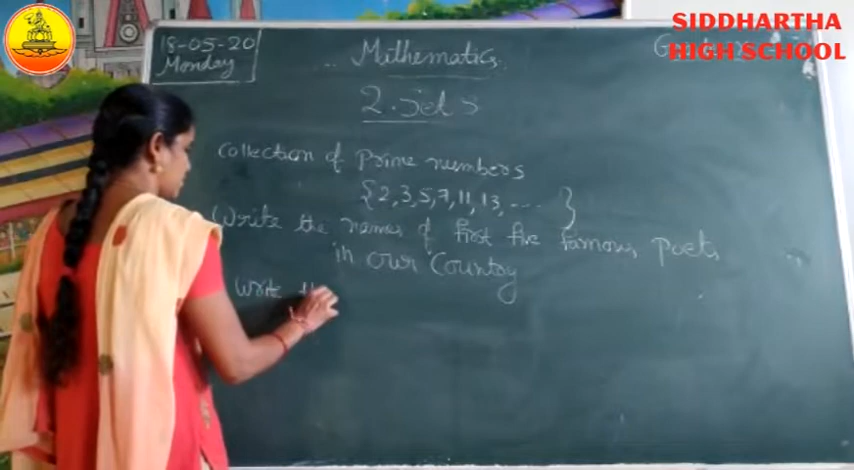 SIDDHARTHA
HIGH SCHOOL
18-05-20
Monday
Mathematics
2. Sets
Collection of Prime numbers
{2,3,5,7,11,13, ---- }
Write the names of first five famous Poets
in our Country
Write